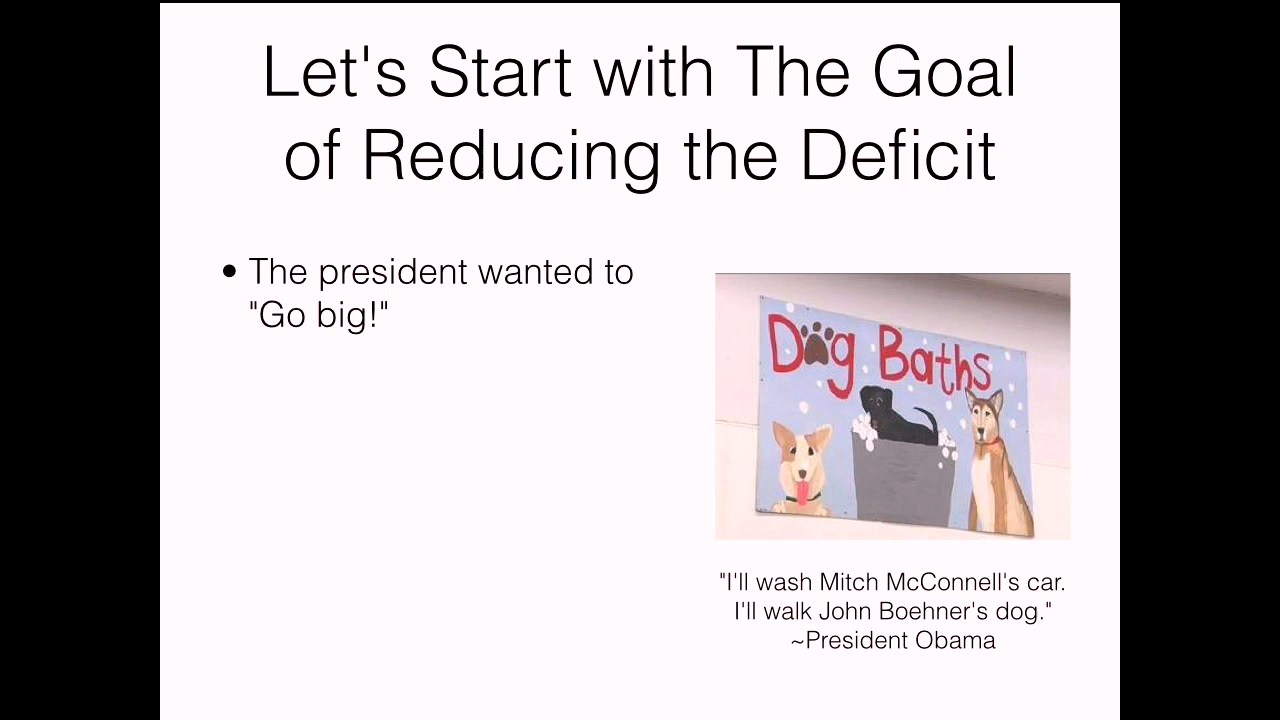 Let's Start with The Goal
of Reducing the Deficit
• The president wanted to
"Go big!"
Dog Baths
"I'll wash Mitch McConnell's car.
I'll walk John Boehner's dog."
~President Obama